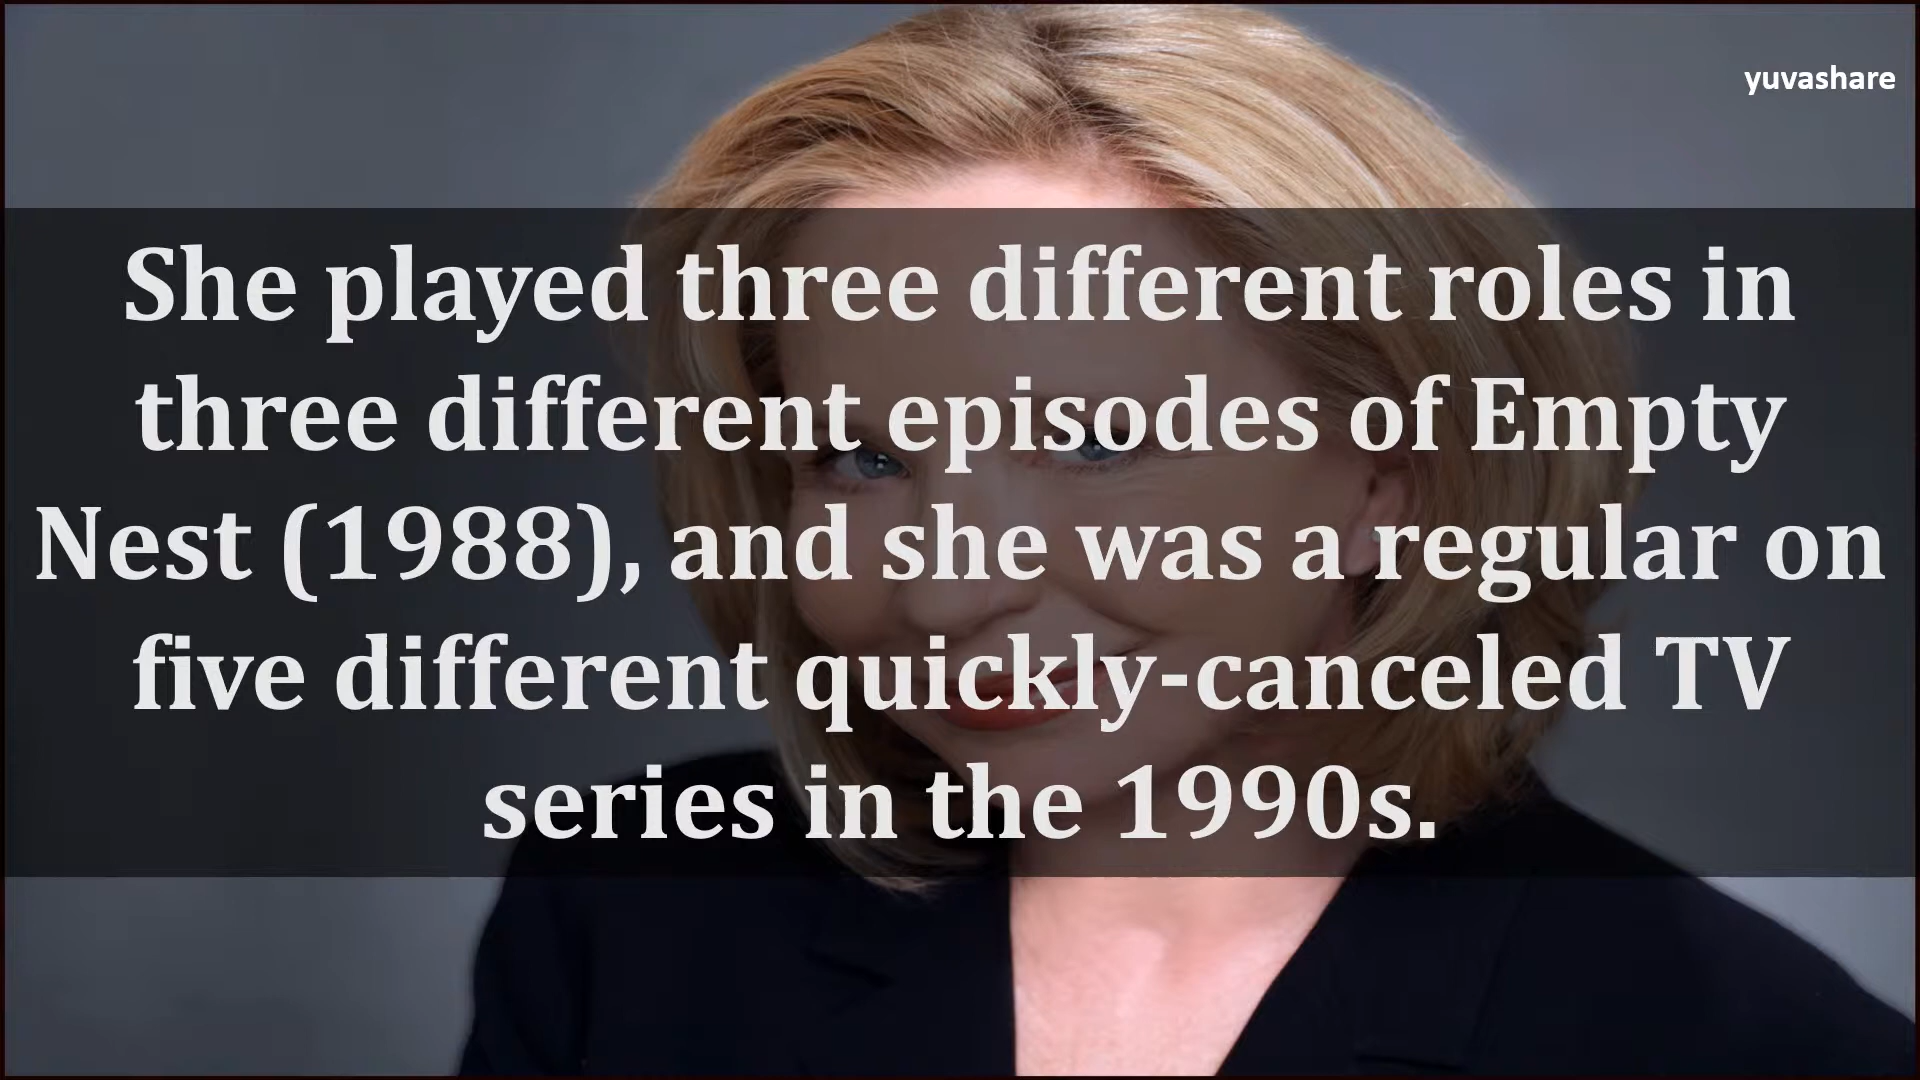 yuvashare
She played three different roles in
three different episodes of Empty
Nest (1988), and she was a regular on
five different quickly-canceled TV
series in the 1990s.